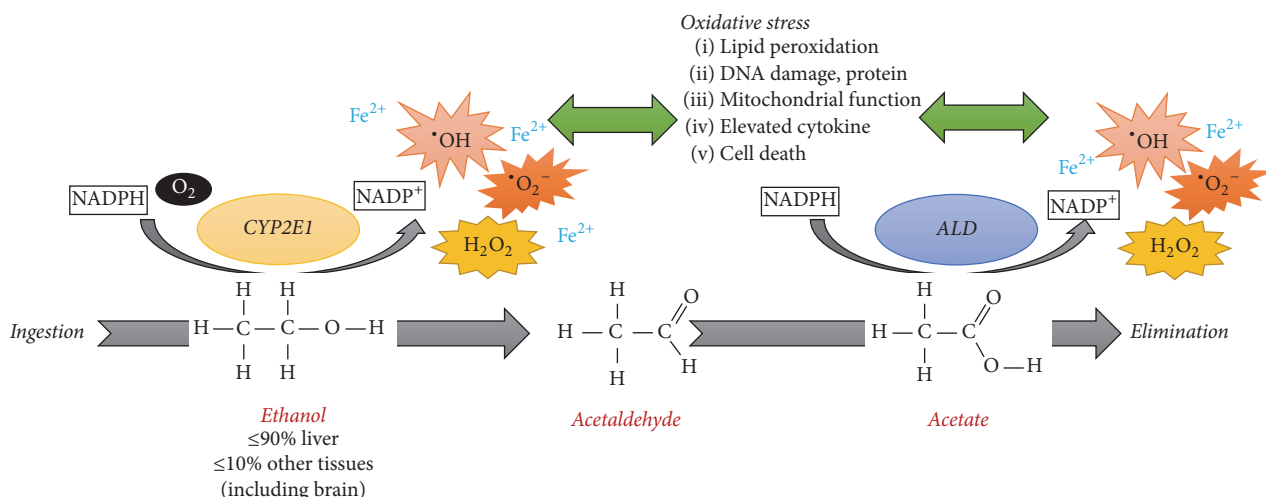 Oxidative stress
(i) Lipid peroxidation
(ii) DNA damage, protein
(iii) Mitochondrial function
(iv) Elevated cytokine
(v) Cell death
Fe²⁺
•OH
Fe²⁺
•O₂⁻
H₂O₂
Fe²⁺
NADPH
O₂
CYP2E1
NADP⁺
NADPH
ALD
NADP⁺
Fe²⁺
•OH
Fe²⁺
•O₂⁻
H₂O₂
Ingestion
H H
H — C — C — O — H
H H
H O
H — C — C
H H
H O
H — C — C
H O — H
Elimination
Ethanol
≤90% liver
≤10% other tissues
(including brain)
Acetaldehyde
Acetate